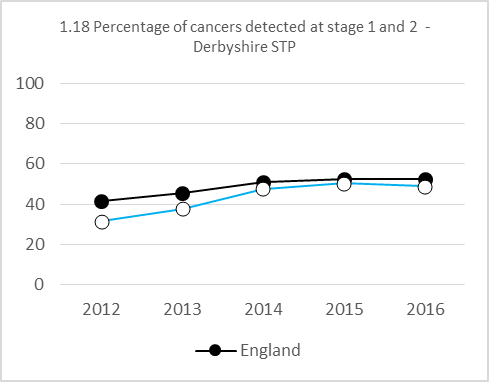 1.18 Percentage of cancers detected at stage 1 and 2 -
Derbyshire STP
100
80
60
40
20
0
2012 2013 2014 2015 2016
England